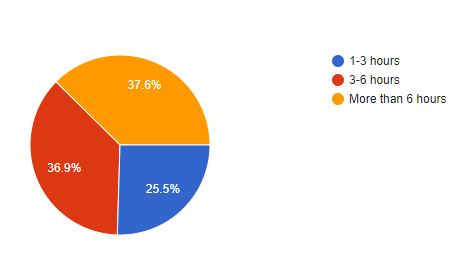 1-3 hours
3-6 hours
More than 6 hours
37.6%
36.9%
25.5%